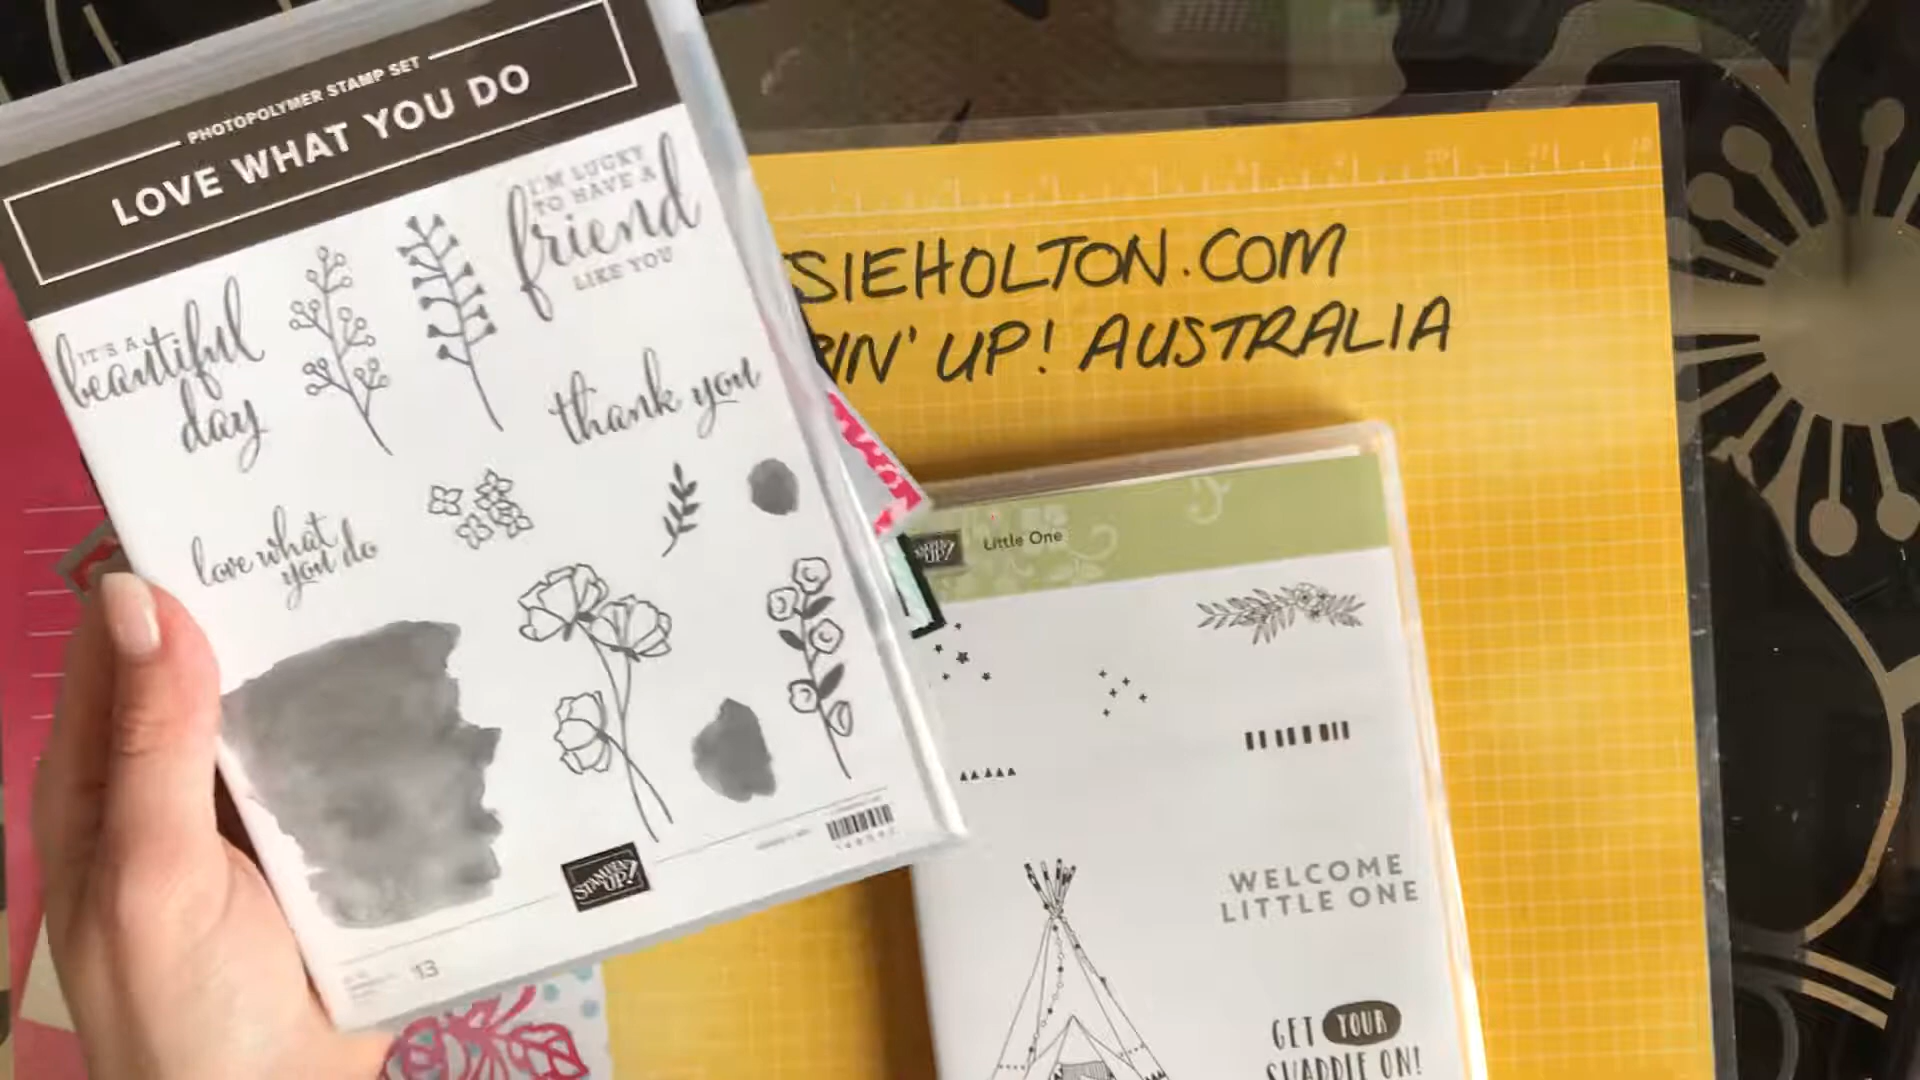 PHOTOPOLYMER STAMP SET
LOVE WHAT YOU DO
I'M LUCKY
TO HAVE A
friend
LIKE YOU
IT'S A
beautiful
day
thank you
love what
you do
STAMPIN'
UP!
13
SIEHOLTON.COM
PIN' UP! AUSTRALIA
STAMPIN'
UP!
Little One
WELCOME
LITTLE ONE
GET YOUR
SWADDLE ON!